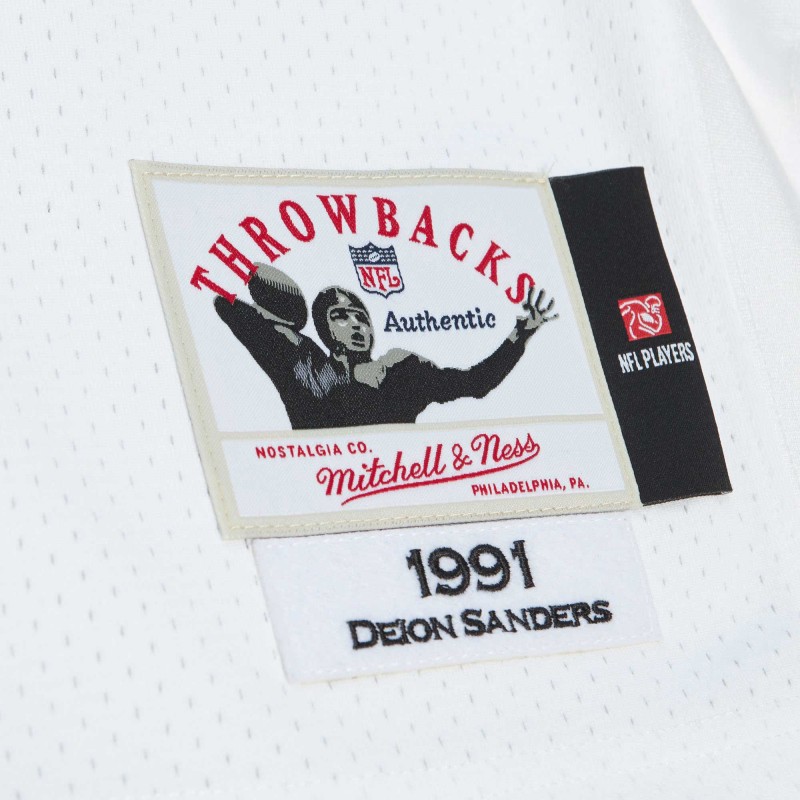 THROWBACKS
NFL
Authentic
NFL PLAYERS
NOSTALGIA CO.
Mitchell & Ness
PHILADELPHIA, PA.
1991
DEION SANDERS